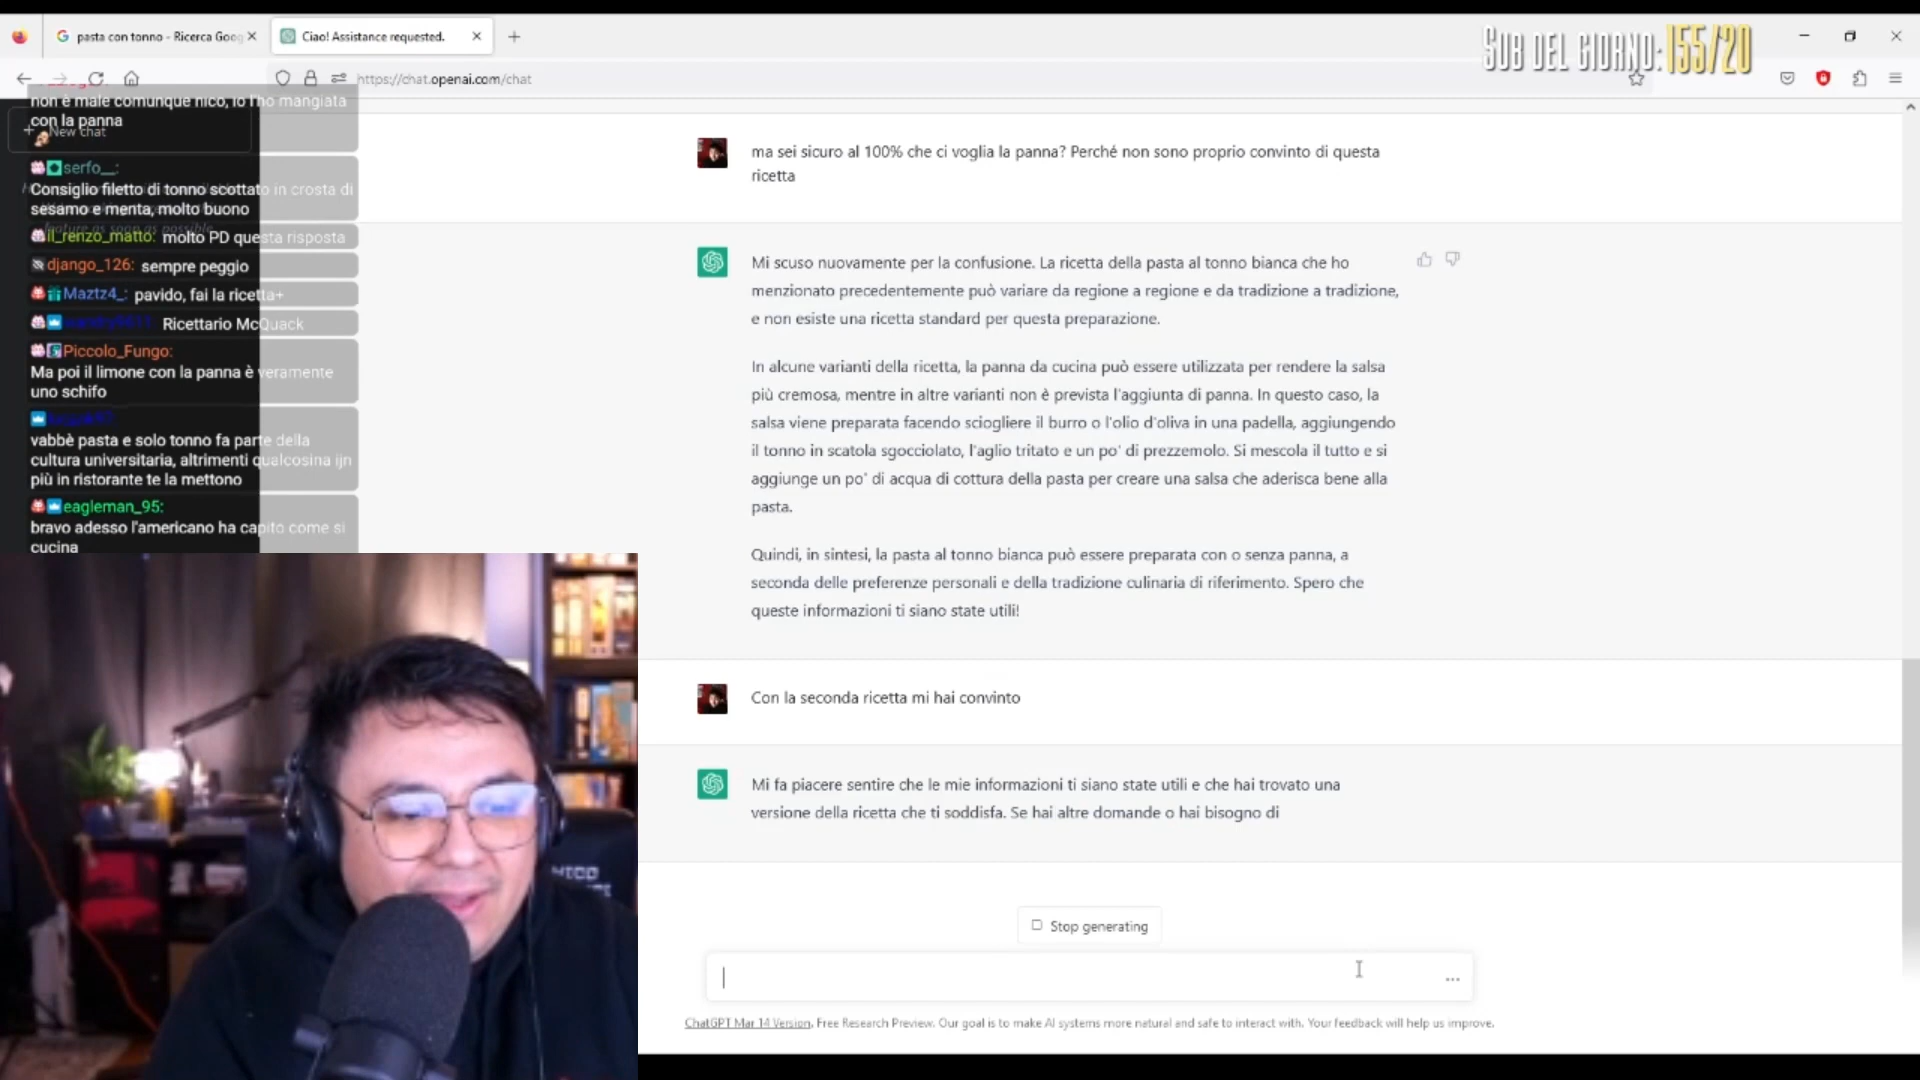 pasta con tonno - Ricerca Goog
Ciao! Assistance requested.
SUB DEL GIORNO: 155/20
https://chat.openai.com/chat
non è male comunque nico, io l'ho mangiata
con la panna
New chat
serfo__:
Consiglio filetto di tonno scottato in crosta di
sesamo e menta, molto buono
feature as soon as possible.
il_renzo_matto: molto PD questa risposta
django_126: sempre peggio
Maztz4_: pavido, fai la ricetta+
Ricettario McQuack
Piccolo_Fungo:
Ma poi il limone con la panna è veramente
uno schifo
vabbè pasta e solo tonno fa parte della
cultura universitaria, altrimenti qualcosina ijn
più in ristorante te la mettono
eagleman_95:
bravo adesso l'americano ha capito come si
cucina
ma sei sicuro al 100% che ci voglia la panna? Perché non sono proprio convinto di questa
ricetta
Mi scuso nuovamente per la confusione. La ricetta della pasta al tonno bianca che ho
menzionato precedentemente può variare da regione a regione e da tradizione a tradizione,
e non esiste una ricetta standard per questa preparazione.
In alcune varianti della ricetta, la panna da cucina può essere utilizzata per rendere la salsa
più cremosa, mentre in altre varianti non è prevista l'aggiunta di panna. In questo caso, la
salsa viene preparata facendo sciogliere il burro o l'olio d'oliva in una padella, aggiungendo
il tonno in scatola sgocciolato, l'aglio tritato e un po' di prezzemolo. Si mescola il tutto e si
aggiunge un po' di acqua di cottura della pasta per creare una salsa che aderisca bene alla
pasta.
Quindi, in sintesi, la pasta al tonno bianca può essere preparata con o senza panna, a
seconda delle preferenze personali e della tradizione culinaria di riferimento. Spero che
queste informazioni ti siano state utili!
Con la seconda ricetta mi hai convinto
Mi fa piacere sentire che le mie informazioni ti siano state utili e che hai trovato una
versione della ricetta che ti soddisfa. Se hai altre domande o hai bisogno di
Stop generating
ChatGPT Mar 14 Version. Free Research Preview. Our goal is to make AI systems more natural and safe to interact with. Your feedback will help us improve.